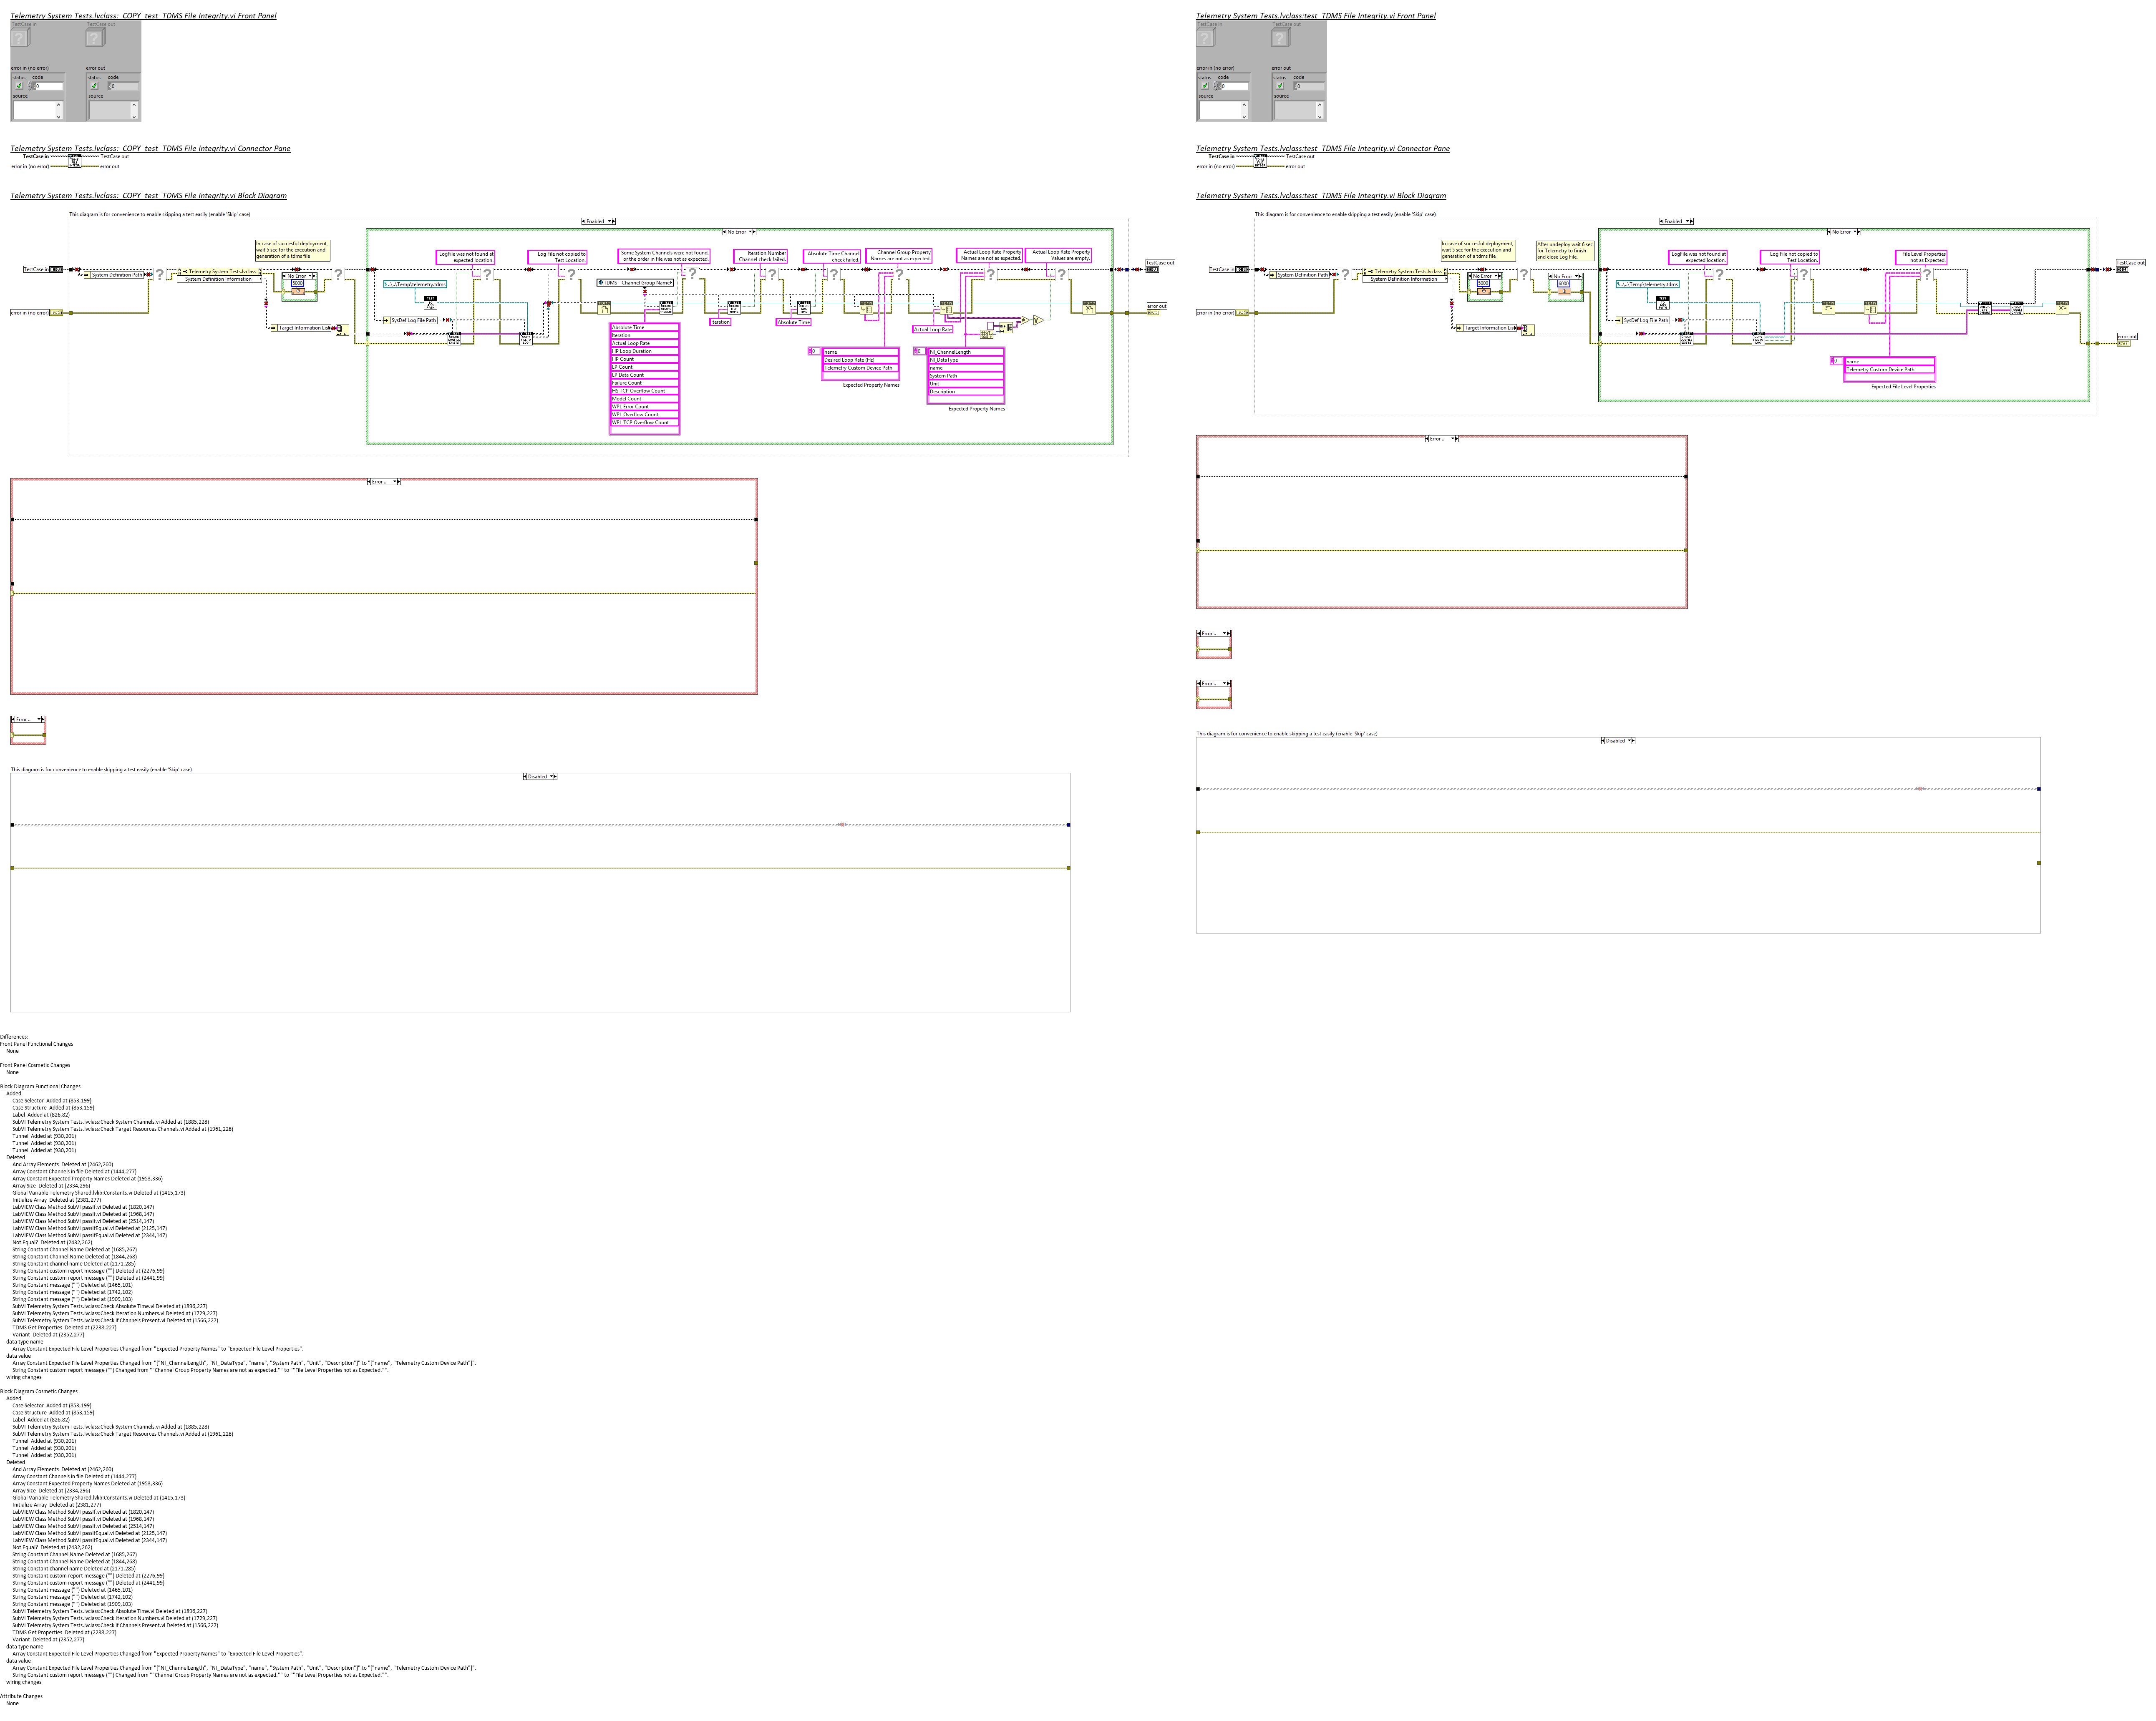 Telemetry System Tests.lvclass:_COPY_test_TDMS File Integrity.vi Front Panel
TestCase in
TestCase out
error in (no error)
error out
status code
status code
0
0
source
source
Telemetry System Tests.lvclass:_COPY_test_TDMS File Integrity.vi Connector Pane
TestCase in
TestCase out
error in (no error)
error out
Telemetry System Tests.lvclass:_COPY_test_TDMS File Integrity.vi Block Diagram
This diagram is for convenience to enable skipping a test easily (enable 'Skip' case)
Enabled
No Error
In case of succesful deployment,
wait 5 sec for the execution and
generation of a tdms file
TestCase in
System Definition Path
Telemetry System Tests.lvclass
System Definition Information
No Error
5000
error in (no error)
Target Information List
LogFile was not found at
expected location.
Log File not copied to
Test Location.
Some System Channels were not found,
or the order in file was not as expected.
Iteration Number
Channel check failed.
Absolute Time Channel
check failed.
Channel Group Property
Names are not as expected.
Actual Loop Rate Property
Names are not as expected.
Actual Loop Rate Property
Values are empty.
..\..\Temp\telemetry.tdms
SysDef Log File Path
TDMS - Channel Group Name
Absolute Time
Iteration
Actual Loop Rate
HP Loop Duration
HP Count
LP Count
LP Data Count
Failure Count
HS TCP Overflow Count
Model Count
WPL Error Count
WPL Overflow Count
WPL TCP Overflow Count
Iteration
Absolute Time
0
name
Desired Loop Rate (Hz)
Telemetry Custom Device Path
Expected Property Names
Actual Loop Rate
0
NI_ChannelLength
NI_DataType
name
System Path
Unit
Description
Expected Property Names
TestCase out
error out
Error
Error
This diagram is for convenience to enable skipping a test easily (enable 'Skip' case)
Disabled
Telemetry System Tests.lvclass:test_TDMS File Integrity.vi Front Panel
TestCase in
TestCase out
error in (no error)
error out
status code
status code
0
0
source
source
Telemetry System Tests.lvclass:test_TDMS File Integrity.vi Connector Pane
TestCase in
TestCase out
error in (no error)
error out
Telemetry System Tests.lvclass:test_TDMS File Integrity.vi Block Diagram
This diagram is for convenience to enable skipping a test easily (enable 'Skip' case)
Enabled
No Error
In case of succesful deployment,
wait 5 sec for the execution and
generation of a tdms file
After undeploy wait 6 sec
for Telemetry to finish
and close Log File.
TestCase in
System Definition Path
Telemetry System Tests.lvclass
System Definition Information
No Error
5000
No Error
6000
error in (no error)
Target Information List
LogFile was not found at
expected location.
Log File not copied to
Test Location.
File Level Properties
not as Expected.
..\..\Temp\telemetry.tdms
SysDef Log File Path
0
name
Telemetry Custom Device Path
Expected File Level Properties
TestCase out
error out
Error
Error
Error
This diagram is for convenience to enable skipping a test easily (enable 'Skip' case)
Disabled
Differences:
Front Panel Functional Changes
None
Front Panel Cosmetic Changes
None
Block Diagram Functional Changes
Added
Case Selector Added at (853,199)
Case Structure Added at (853,159)
Label Added at (826,82)
SubVI Telemetry System Tests.lvclass:Check System Channels.vi Added at (1885,228)
SubVI Telemetry System Tests.lvclass:Check Target Resources Channels.vi Added at (1961,228)
Tunnel Added at (930,201)
Tunnel Added at (930,201)
Tunnel Added at (930,201)
Deleted
And Array Elements Deleted at (2462,260)
Array Constant Channels in file Deleted at (1444,277)
Array Constant Expected Property Names Deleted at (1953,336)
Array Size Deleted at (2334,296)
Global Variable Telemetry Shared.lvlib:Constants.vi Deleted at (1415,173)
Initialize Array Deleted at (2381,277)
LabVIEW Class Method SubVI passif.vi Deleted at (1820,147)
LabVIEW Class Method SubVI passif.vi Deleted at (1968,147)
LabVIEW Class Method SubVI passif.vi Deleted at (2514,147)
LabVIEW Class Method SubVI passifEqual.vi Deleted at (2125,147)
LabVIEW Class Method SubVI passifEqual.vi Deleted at (2344,147)
Not Equal? Deleted at (2432,262)
String Constant Channel Name Deleted at (1685,267)
String Constant Channel Name Deleted at (1844,268)
String Constant channel name Deleted at (2171,285)
String Constant custom report message ("") Deleted at (2276,99)
String Constant custom report message ("") Deleted at (2441,99)
String Constant message ("") Deleted at (1465,101)
String Constant message ("") Deleted at (1742,102)
String Constant message ("") Deleted at (1909,103)
SubVI Telemetry System Tests.lvclass:Check Absolute Time.vi Deleted at (1896,227)
SubVI Telemetry System Tests.lvclass:Check Iteration Numbers.vi Deleted at (1729,227)
SubVI Telemetry System Tests.lvclass:Check If Channels Present.vi Deleted at (1566,227)
TDMS Get Properties Deleted at (2238,227)
Variant Deleted at (2352,277)
data type name
Array Constant Expected File Level Properties Changed from "Expected Property Names" to "Expected File Level Properties".
data value
Array Constant Expected File Level Properties Changed from "["NI_ChannelLength", "NI_DataType", "name", "System Path", "Unit", "Description"]" to "["name", "Telemetry Custom Device Path"]".
String Constant custom report message ("") Changed from ""Channel Group Property Names are not as expected."" to ""File Level Properties not as Expected."".
wiring changes
Block Diagram Cosmetic Changes
Added
Case Selector Added at (853,199)
Case Structure Added at (853,159)
Label Added at (826,82)
SubVI Telemetry System Tests.lvclass:Check System Channels.vi Added at (1885,228)
SubVI Telemetry System Tests.lvclass:Check Target Resources Channels.vi Added at (1961,228)
Tunnel Added at (930,201)
Tunnel Added at (930,201)
Tunnel Added at (930,201)
Deleted
And Array Elements Deleted at (2462,260)
Array Constant Channels in file Deleted at (1444,277)
Array Constant Expected Property Names Deleted at (1953,336)
Array Size Deleted at (2334,296)
Global Variable Telemetry Shared.lvlib:Constants.vi Deleted at (1415,173)
Initialize Array Deleted at (2381,277)
LabVIEW Class Method SubVI passif.vi Deleted at (1820,147)
LabVIEW Class Method SubVI passif.vi Deleted at (1968,147)
LabVIEW Class Method SubVI passif.vi Deleted at (2514,147)
LabVIEW Class Method SubVI passifEqual.vi Deleted at (2125,147)
LabVIEW Class Method SubVI passifEqual.vi Deleted at (2344,147)
Not Equal? Deleted at (2432,262)
String Constant Channel Name Deleted at (1685,267)
String Constant Channel Name Deleted at (1844,268)
String Constant channel name Deleted at (2171,285)
String Constant custom report message ("") Deleted at (2276,99)
String Constant custom report message ("") Deleted at (2441,99)
String Constant message ("") Deleted at (1465,101)
String Constant message ("") Deleted at (1742,102)
String Constant message ("") Deleted at (1909,103)
SubVI Telemetry System Tests.lvclass:Check Absolute Time.vi Deleted at (1896,227)
SubVI Telemetry System Tests.lvclass:Check Iteration Numbers.vi Deleted at (1729,227)
SubVI Telemetry System Tests.lvclass:Check If Channels Present.vi Deleted at (1566,227)
TDMS Get Properties Deleted at (2238,227)
Variant Deleted at (2352,277)
data type name
Array Constant Expected File Level Properties Changed from "Expected Property Names" to "Expected File Level Properties".
data value
Array Constant Expected File Level Properties Changed from "["NI_ChannelLength", "NI_DataType", "name", "System Path", "Unit", "Description"]" to "["name", "Telemetry Custom Device Path"]".
String Constant custom report message ("") Changed from ""Channel Group Property Names are not as expected."" to ""File Level Properties not as Expected."".
wiring changes
Attribute Changes
None